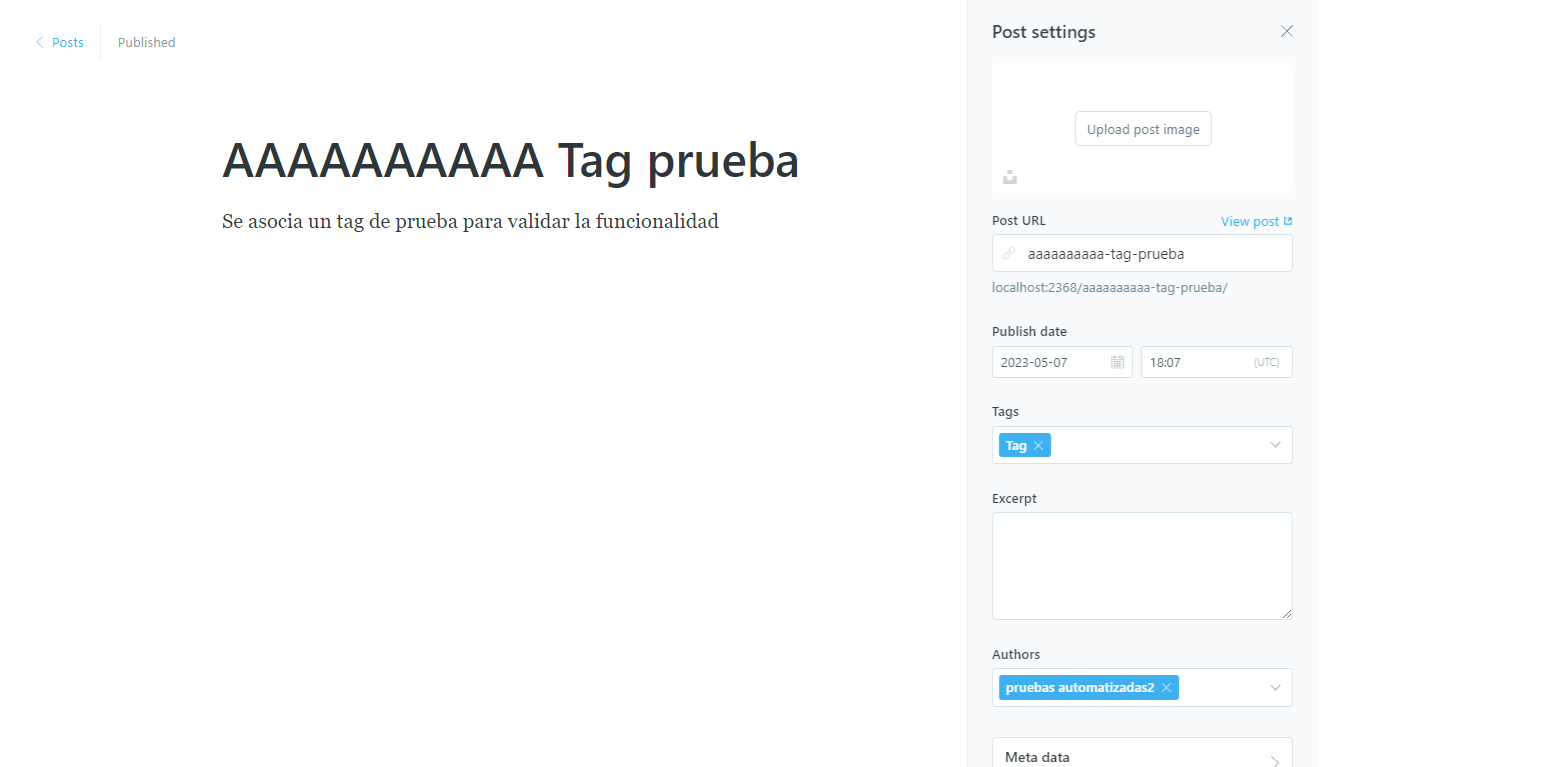 Posts
Published
AAAAAAAAAA Tag prueba
Se asocia un tag de prueba para validar la funcionalidad
Post settings
Upload post image
Post URL
View post
aaaaaaaaaa-tag-prueba
localhost:2368/aaaaaaaaaa-tag-prueba/
Publish date
2023-05-07
18:07
(UTC)
Tags
Tag
Excerpt
Authors
pruebas automatizadas2
Meta data